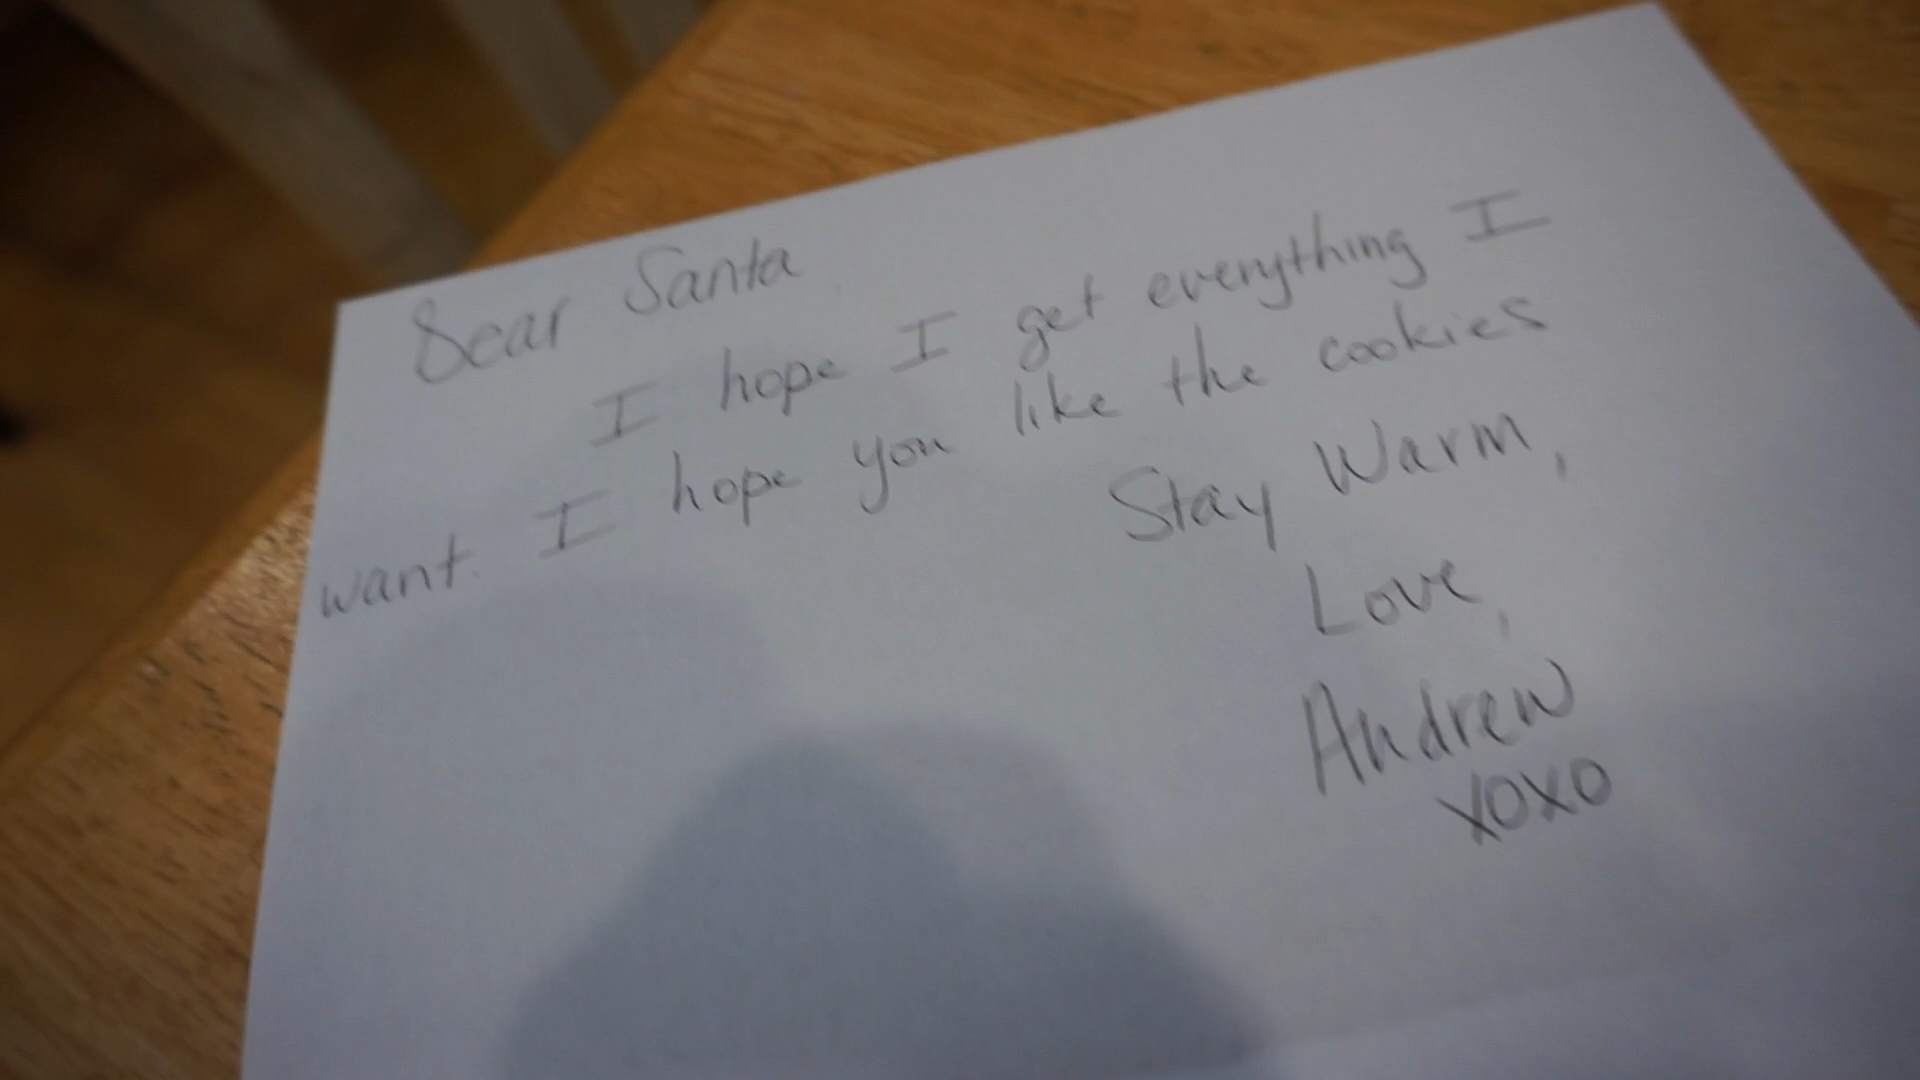 Dear Santa
I hope I get everything I
want. I hope you like the cookies
Stay Warm,
Love,
Andrew
XOXO